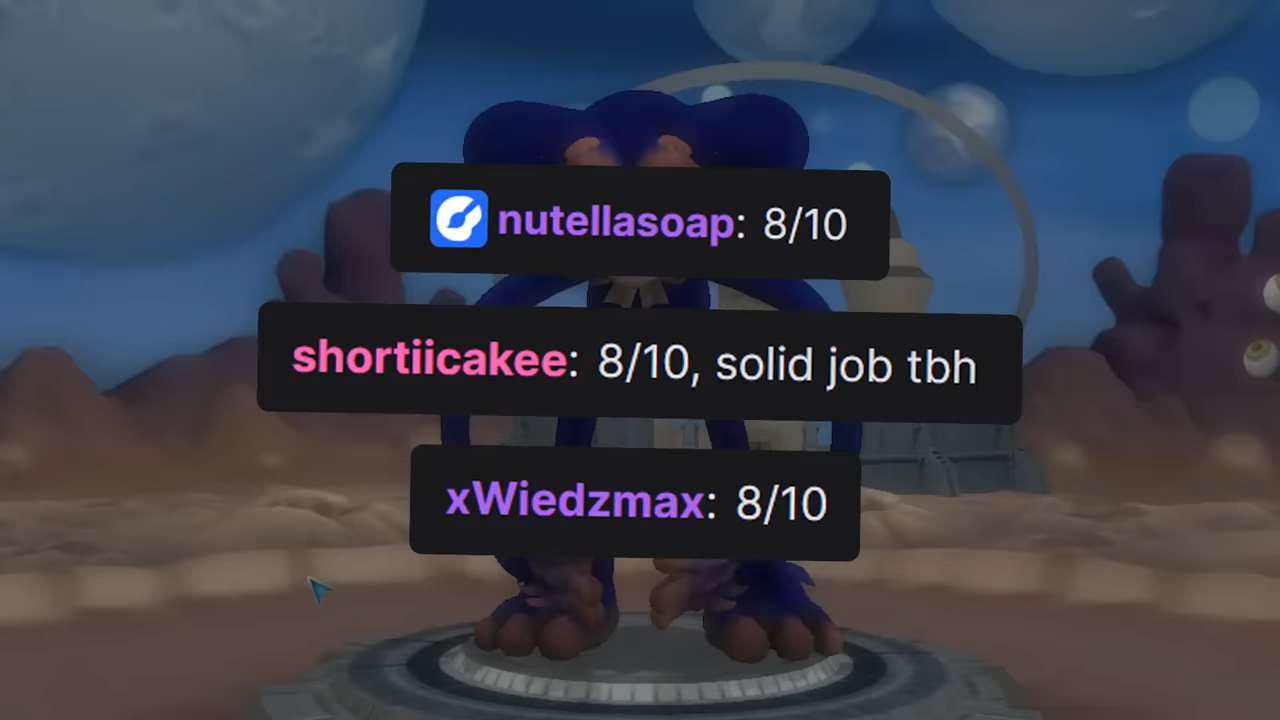 nutellasoap: 8/10
shortiicakee: 8/10, solid job tbh
xWiedzmax: 8/10